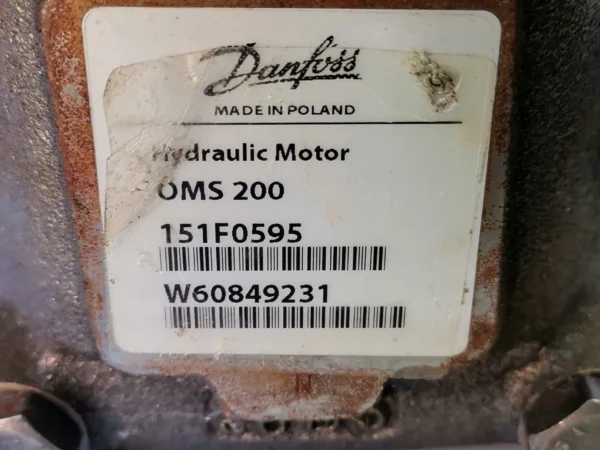 Danfoss
MADE IN POLAND
Hydraulic Motor
OMS 200
151F0595
W60849231